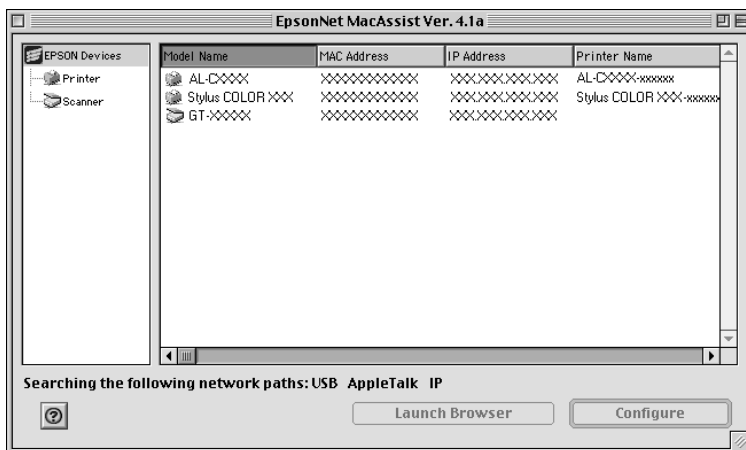 EpsonNet MacAssist Ver. 4.1a
EPSON Devices
Printer
Scanner
Model Name MAC Address IP Address Printer Name
AL-CXXXX XXXXXXXXXXXX XXX.XXX.XXX.XXX AL-CXXXX-xxxxxx
Stylus COLOR XXX XXXXXXXXXXXX XXX.XXX.XXX.XXX Stylus COLOR XXX-xxxxxx
GT-XXXXX XXXXXXXXXXXX XXX.XXX.XXX.XXX
Searching the following network paths: USB AppleTalk IP
? Launch Browser Configure